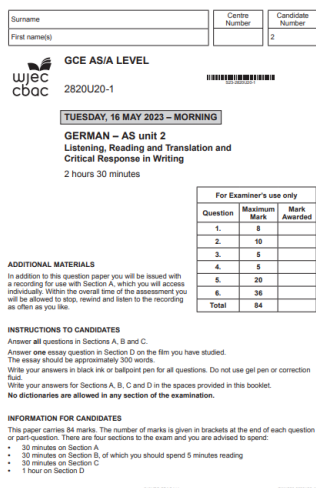 Surname
Centre Number
Candidate Number
First name(s)
2
wjec
cbac
GCE AS/A LEVEL
2820U20-1
S23-2820U20-1
TUESDAY, 16 MAY 2023 – MORNING
GERMAN – AS unit 2
Listening, Reading and Translation and
Critical Response in Writing
2 hours 30 minutes
For Examiner's use only
Question Maximum Mark Mark Awarded
1. 8
2. 10
3. 5
4. 5
5. 20
6. 36
Total 84
ADDITIONAL MATERIALS
In addition to this question paper you will be issued with
a recording for use with Section A, which you will access
individually. Within the overall time of the assessment you
will be allowed to stop, rewind and listen to the recording
as often as you like.
INSTRUCTIONS TO CANDIDATES
Answer all questions in Sections A, B and C.
Answer one essay question in Section D on the film you have studied.
The essay should be approximately 300 words.
Write your answers in black ink or ballpoint pen for all questions. Do not use gel pen or correction
fluid.
Write your answers for Sections A, B, C and D in the spaces provided in this booklet.
No dictionaries are allowed in any section of the examination.
INFORMATION FOR CANDIDATES
This paper carries 84 marks. The number of marks is given in brackets at the end of each question
or part-question. There are four sections to the exam and you are advised to spend:
• 30 minutes on Section A
• 30 minutes on Section B, of which you should spend 5 minutes reading
• 30 minutes on Section C
• 1 hour on Section D